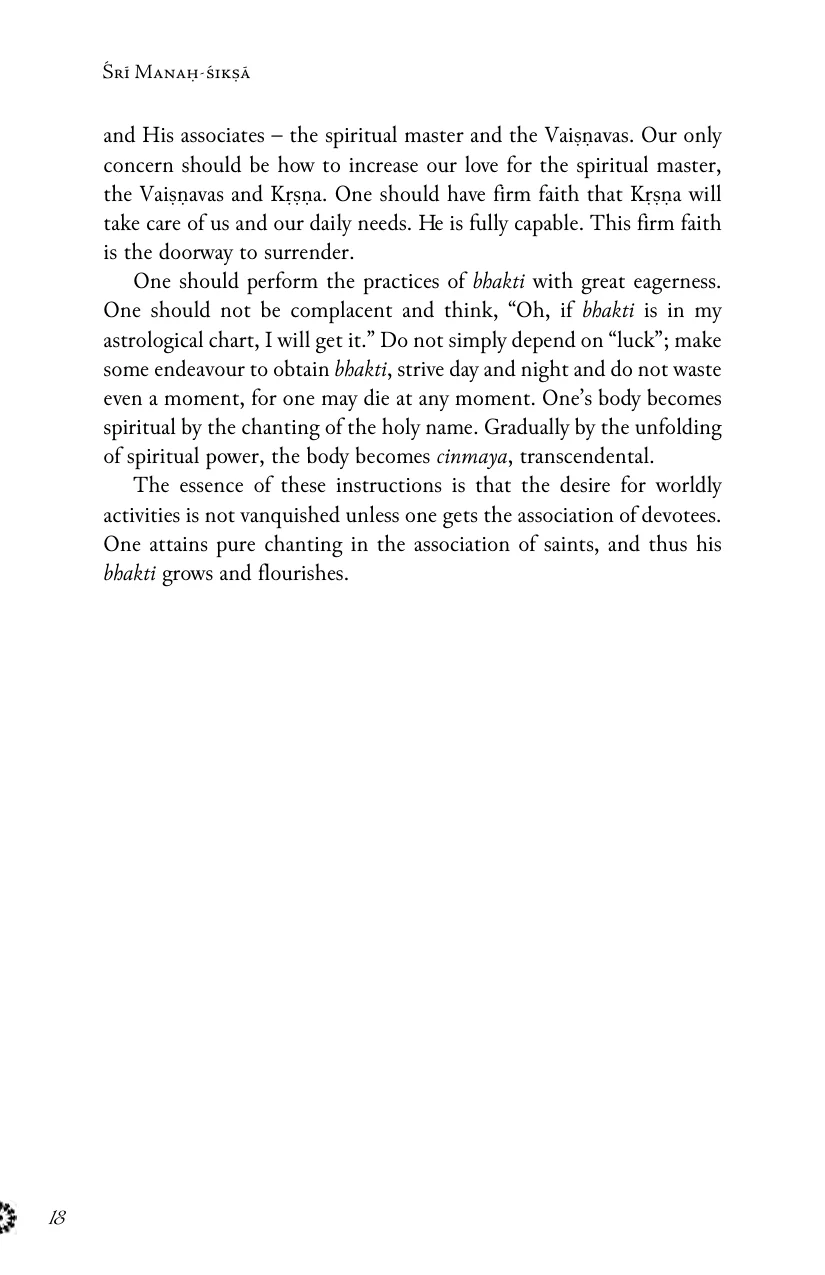 Śrī Manaḥ-śikṣā
and His associates – the spiritual master and the Vaiṣṇavas. Our only
concern should be how to increase our love for the spiritual master,
the Vaiṣṇavas and Kṛṣṇa. One should have firm faith that Kṛṣṇa will
take care of us and our daily needs. He is fully capable. This firm faith
is the doorway to surrender.
One should perform the practices of bhakti with great eagerness.
One should not be complacent and think, “Oh, if bhakti is in my
astrological chart, I will get it.” Do not simply depend on “luck”; make
some endeavour to obtain bhakti, strive day and night and do not waste
even a moment, for one may die at any moment. One’s body becomes
spiritual by the chanting of the holy name. Gradually by the unfolding
of spiritual power, the body becomes cinmaya, transcendental.
The essence of these instructions is that the desire for worldly
activities is not vanquished unless one gets the association of devotees.
One attains pure chanting in the association of saints, and thus his
bhakti grows and flourishes.
18